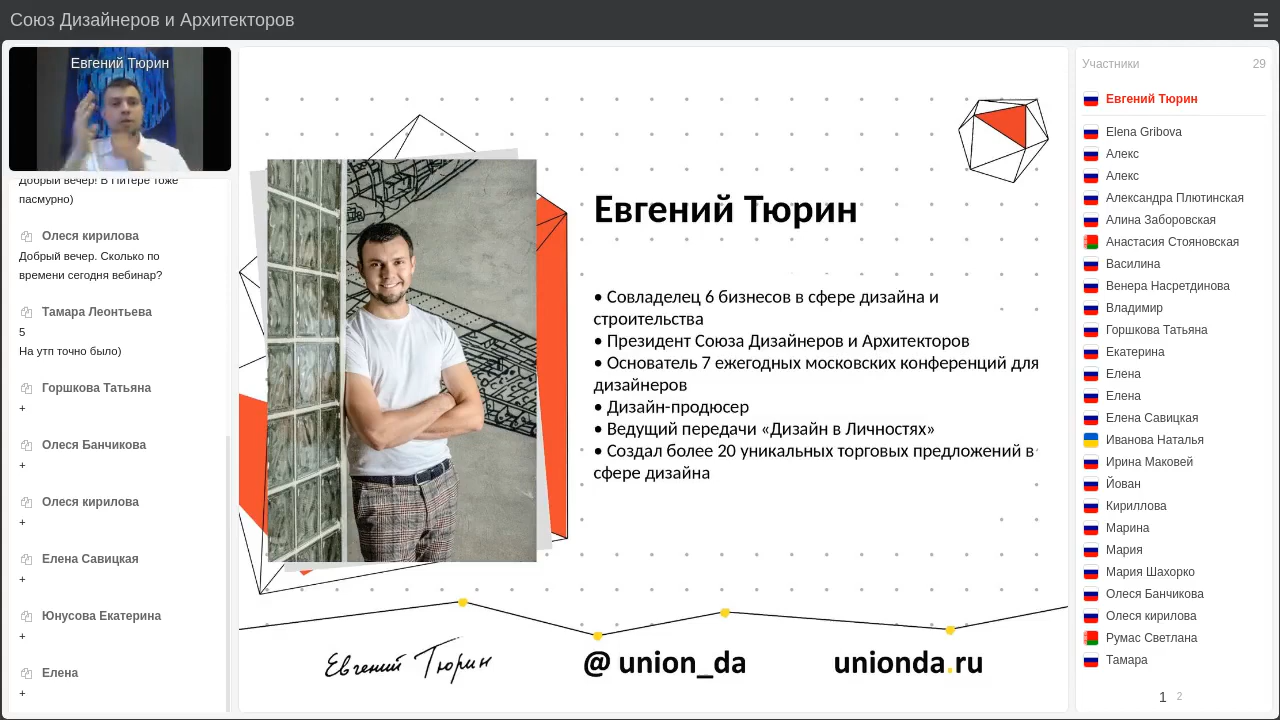 Союз Дизайнеров и Архитекторов
Евгений Тюрин
Добрый вечер! В Питере тоже
пасмурно)
Олеся кирилова
Добрый вечер. Сколько по
времени сегодня вебинар?
Тамара Леонтьева
5
На утп точно было)
Горшкова Татьяна
+
Олеся Банчикова
+
Олеся кирилова
+
Елена Савицкая
+
Юнусова Екатерина
+
Елена
+
Евгений Тюрин
• Совладелец 6 бизнесов в сфере дизайна и
строительства
• Президент Союза Дизайнеров и Архитекторов
• Основатель 7 ежегодных московских конференций для
дизайнеров
• Дизайн-продюсер
• Ведущий передачи «Дизайн в Личностях»
• Создал более 20 уникальных торговых предложений в
сфере дизайна
Евгений Тюрин
@ union_da
unionda.ru
Участники 29
Евгений Тюрин
Elena Gribova
Алекс
Алекс
Александра Плютинская
Алина Заборовская
Анастасия Стояновская
Василина
Венера Насретдинова
Владимир
Горшкова Татьяна
Екатерина
Елена
Елена
Елена Савицкая
Иванова Наталья
Ирина Маковей
Йован
Кириллова
Марина
Мария
Мария Шахорко
Олеся Банчикова
Олеся кирилова
Румас Светлана
Тамара
1 2